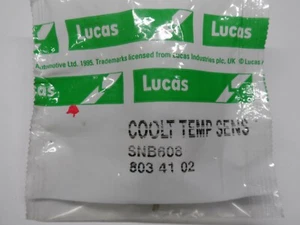 Lucas Lucas
Automotive Ltd. 1995. Trademarks licensed from Lucas Industries plc, UK © Lucas
Lucas
COOLT TEMP SENS
SNB608
803 41 02